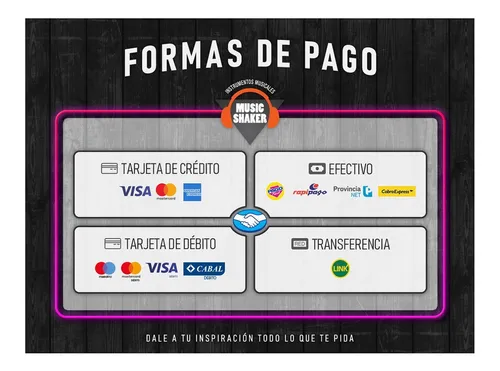 FORMAS DE PAGO
INSTRUMENTOS MUSICALES
MUSIC
SHAKER
TARJETA DE CRÉDITO
VISA
mastercard
EFECTIVO
rapipago
Provincia
NET
CobroExpress
TARJETA DE DÉBITO
maestro
mastercard
VISA
CABAL
DÉBITO
RED
TRANSFERENCIA
LINK
DALE A TU INSPIRACIÓN TODO LO QUE TE PIDA